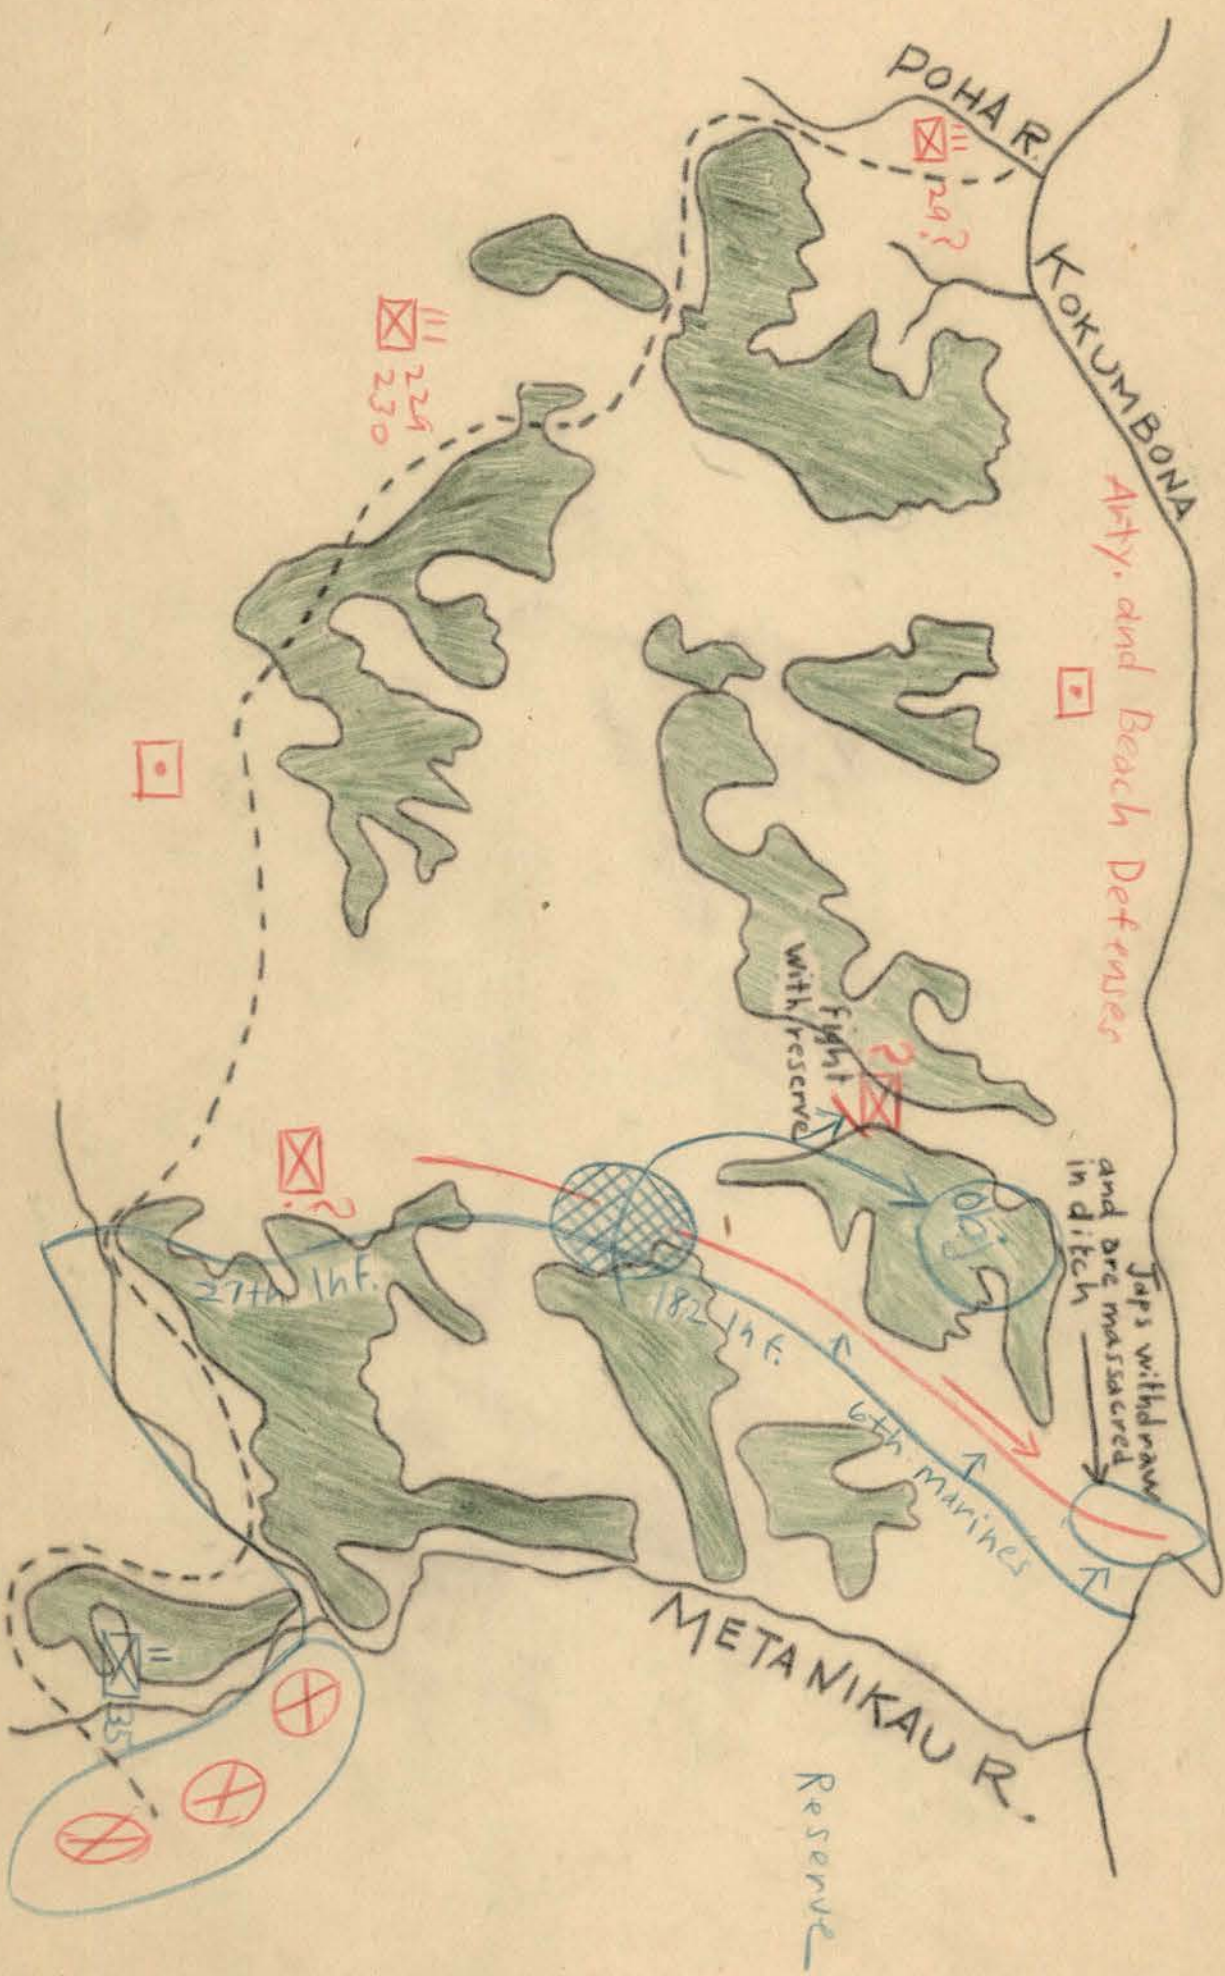 POHA R.
KOKUMBONA
29?
229
230
Arty. and Beach Defenses
fight
with reserve
?
?
Obj
Japs withdraw
and are massacred
in ditch
27th Inf.
182 Inf.
6th marines
METANIKAU R.
35
Reserve